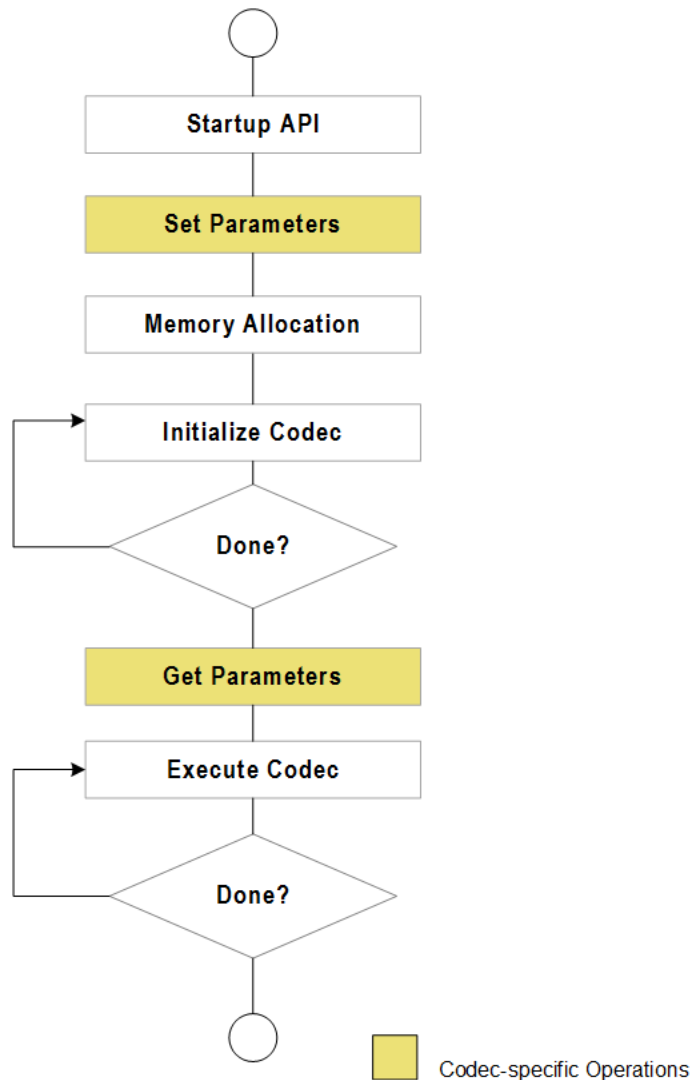 Startup API
Set Parameters
Memory Allocation
Initialize Codec
Done?
Get Parameters
Execute Codec
Done?
Codec-specific Operations